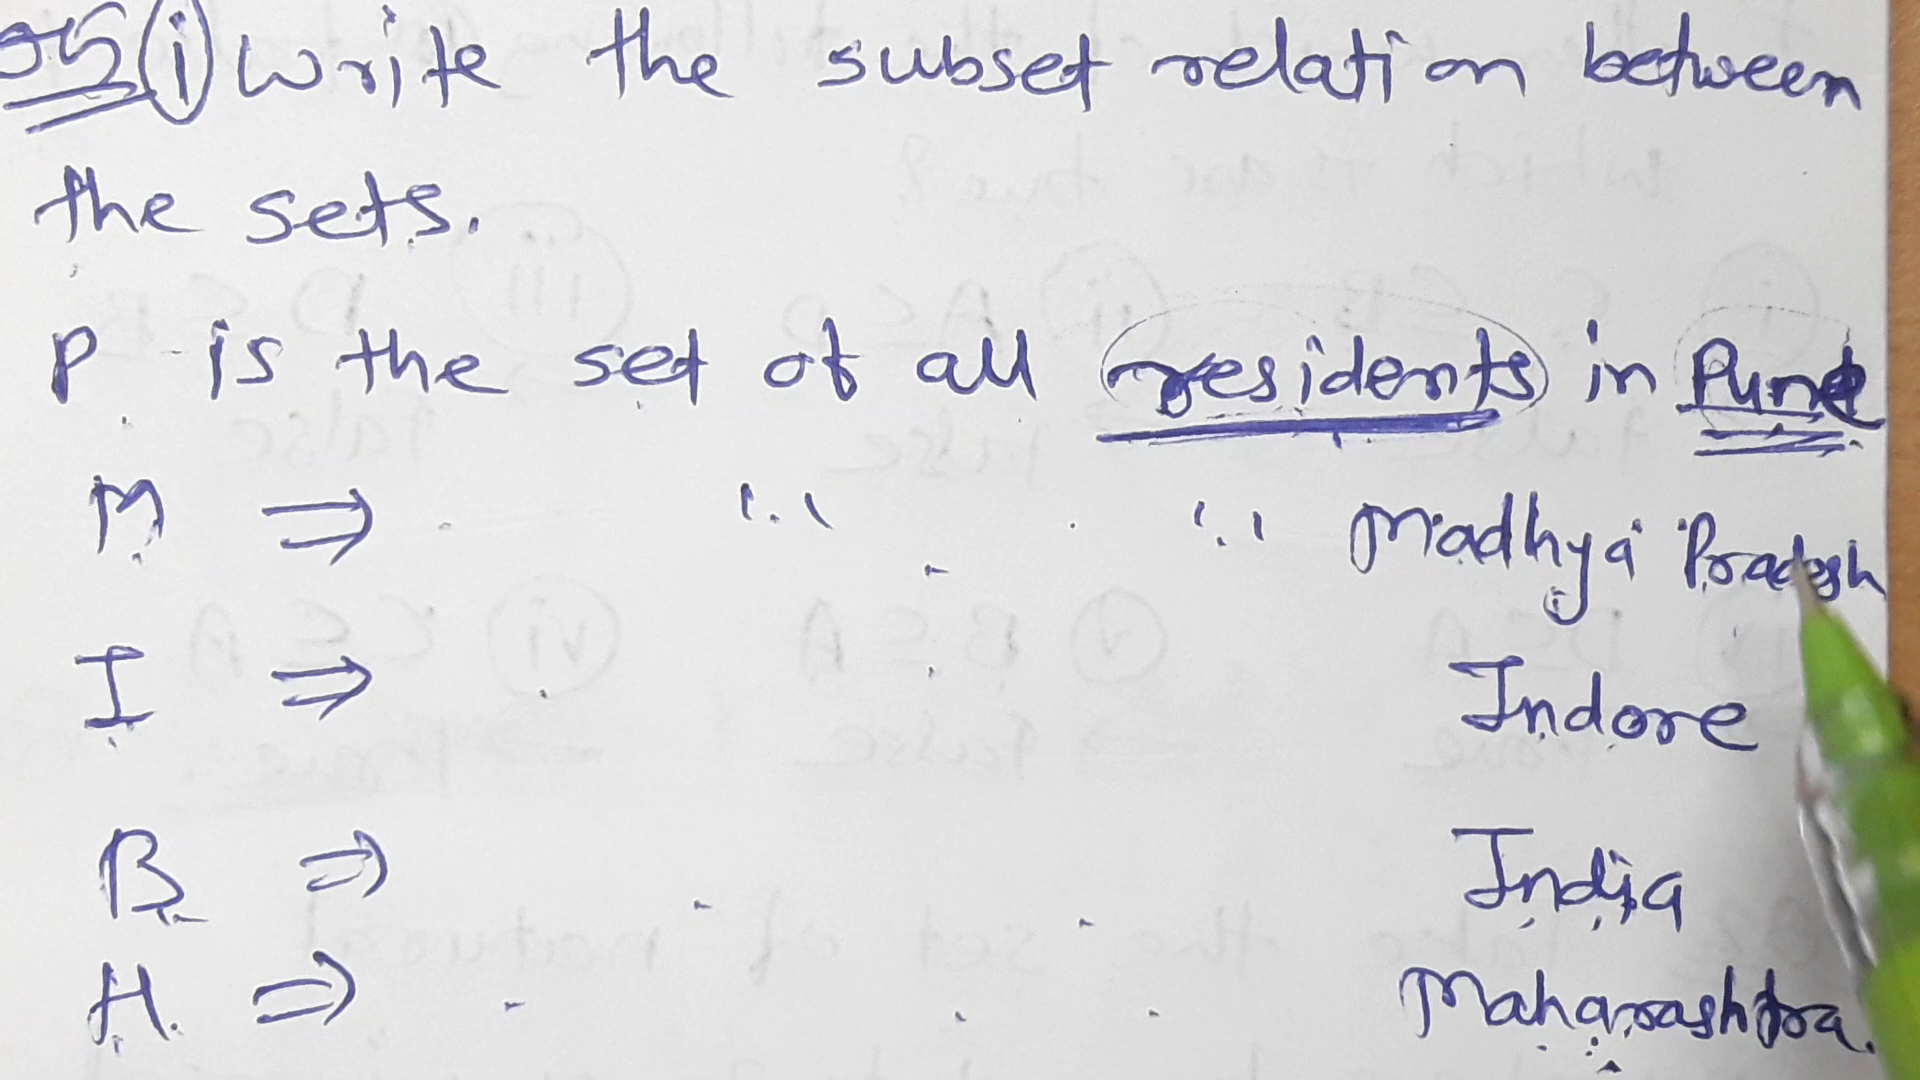 (i) Write the subset relation between
the sets.
P is the set of all residents in Pune
M ⇒ '' '' Madhya Pradesh
I ⇒ Indore
B ⇒ India
H ⇒ Maharashtra.